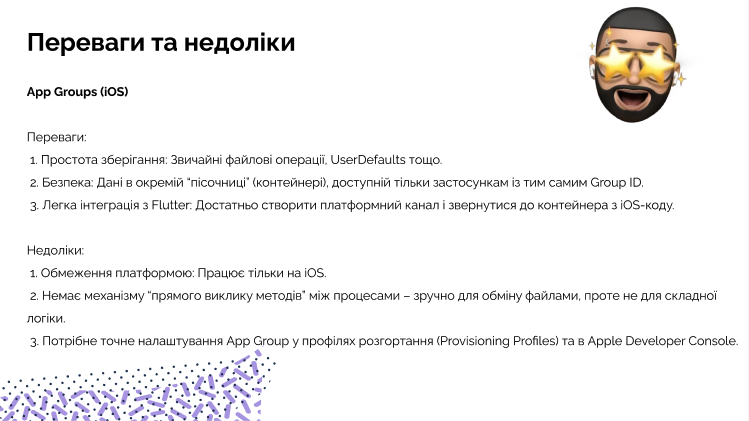 Переваги та недоліки
App Groups (iOS)
Переваги:
1. Простота зберігання: Звичайні файлові операції, UserDefaults тощо.
2. Безпека: Дані в окремій “пісочниці” (контейнері), доступній тільки застосункам із тим самим Group ID.
3. Легка інтеграція з Flutter: Достатньо створити платформний канал і звернутися до контейнера з iOS-коду.
Недоліки:
1. Обмеження платформою: Працює тільки на iOS.
2. Немає механізму “прямого виклику методів” між процесами – зручно для обміну файлами, проте не для складної
логіки.
3. Потрібне точне налаштування App Group у профілях розгортання (Provisioning Profiles) та в Apple Developer Console.